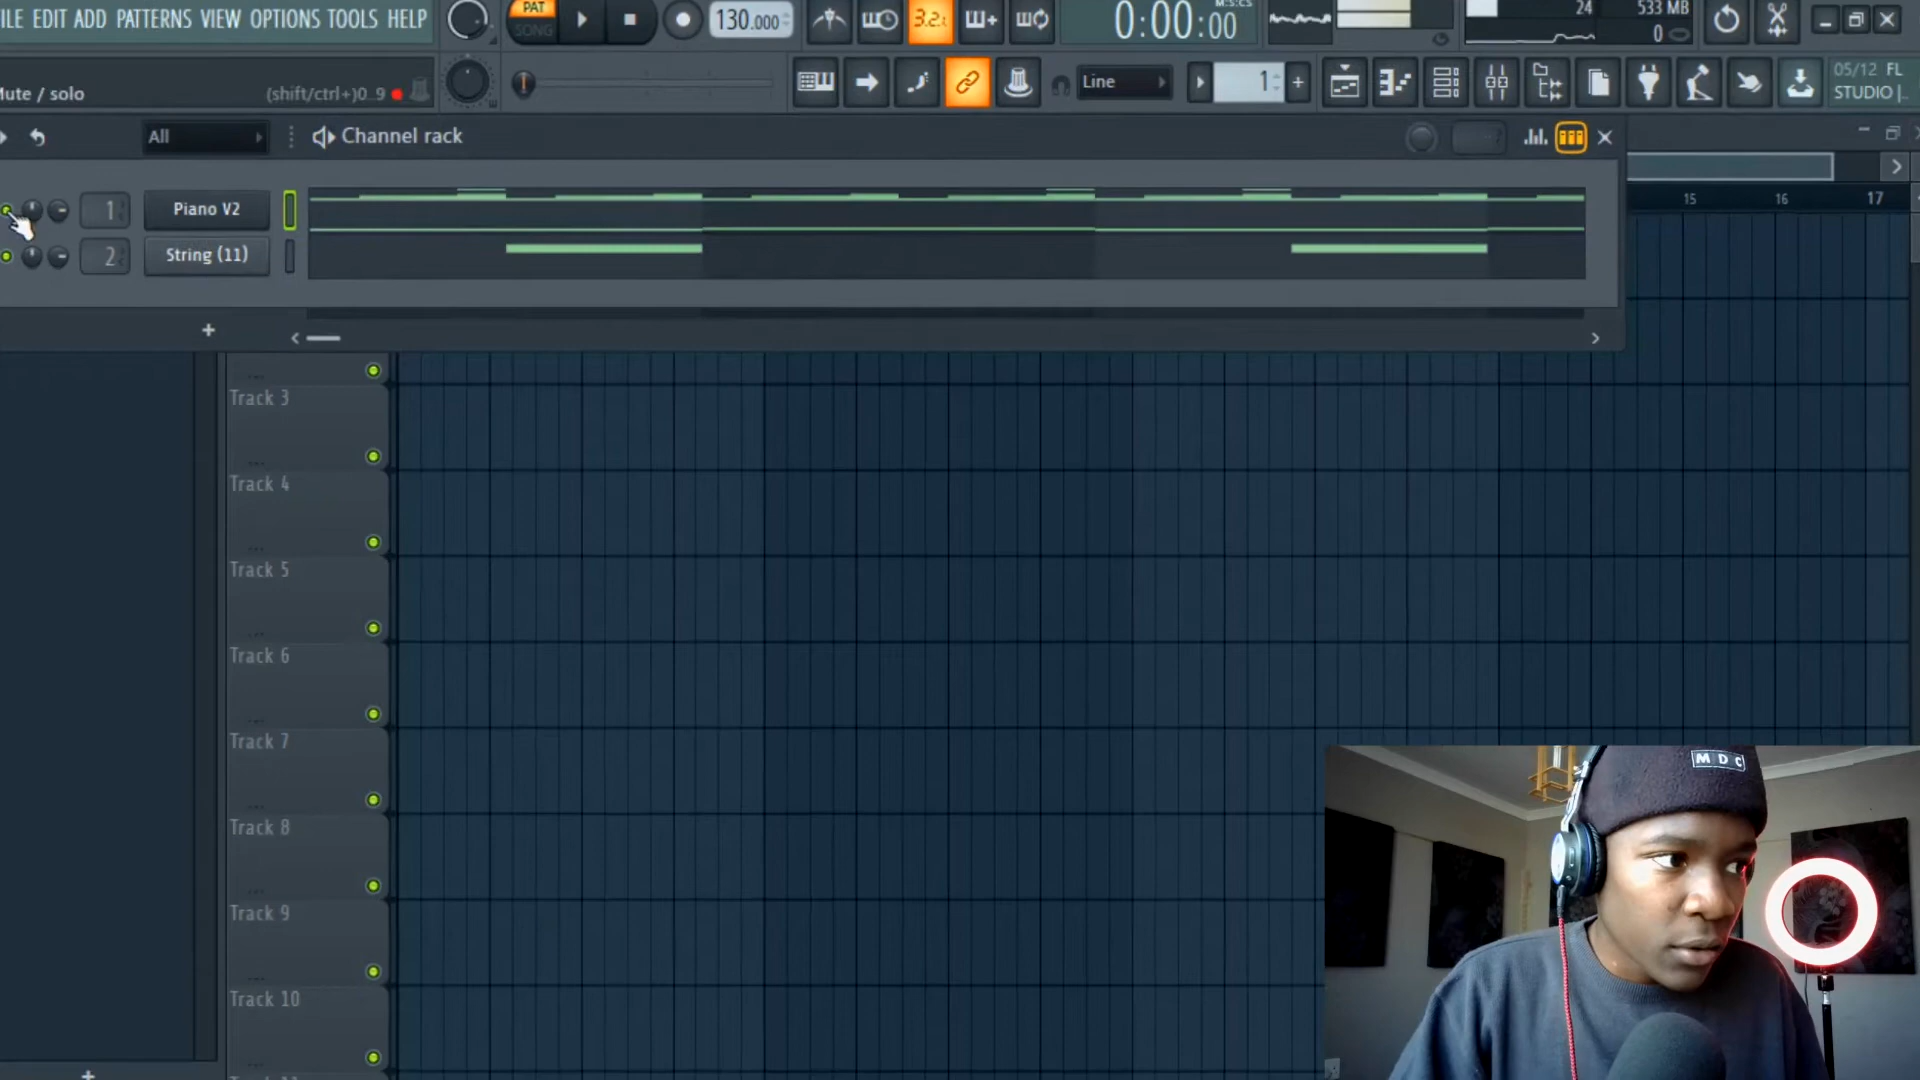 ILE EDIT ADD PATTERNS VIEW OPTIONS TOOLS HELP
PAT
SONG
130.000
3.2.
0:00:00
M:S:CS
24
533 MB
0
Mute / solo
(shift/ctrl+)0..9
Line
1
+
05/12 FL
STUDIO |
All
Channel rack
1
Piano V2
2
String (11)
+
15
16
17
Track 3
Track 4
Track 5
Track 6
Track 7
Track 8
Track 9
Track 10
+
MDC